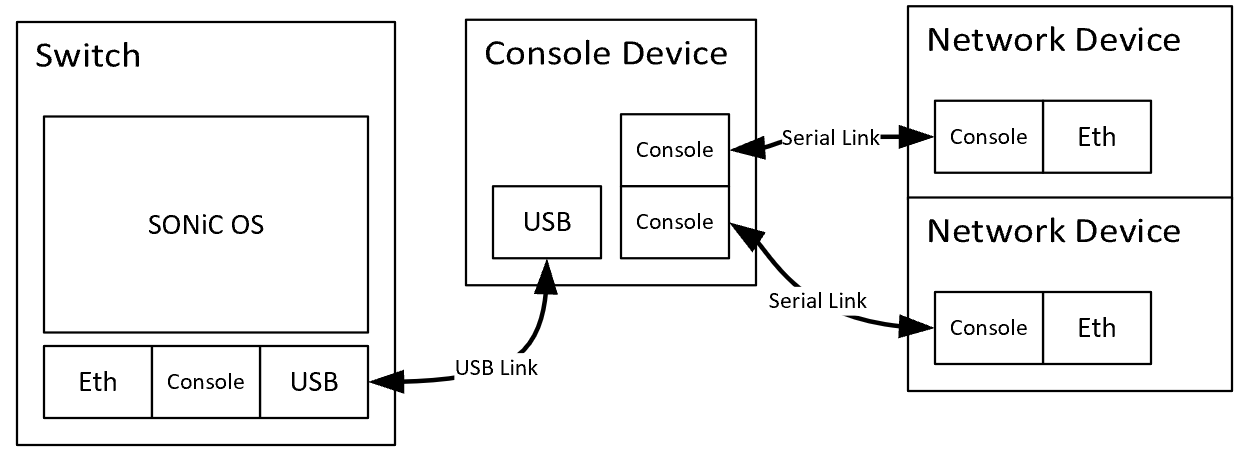 Switch
SONiC OS
Eth
Console
USB
USB Link
Console Device
USB
Console
Console
Serial Link
Serial Link
Network Device
Console
Eth
Network Device
Console
Eth